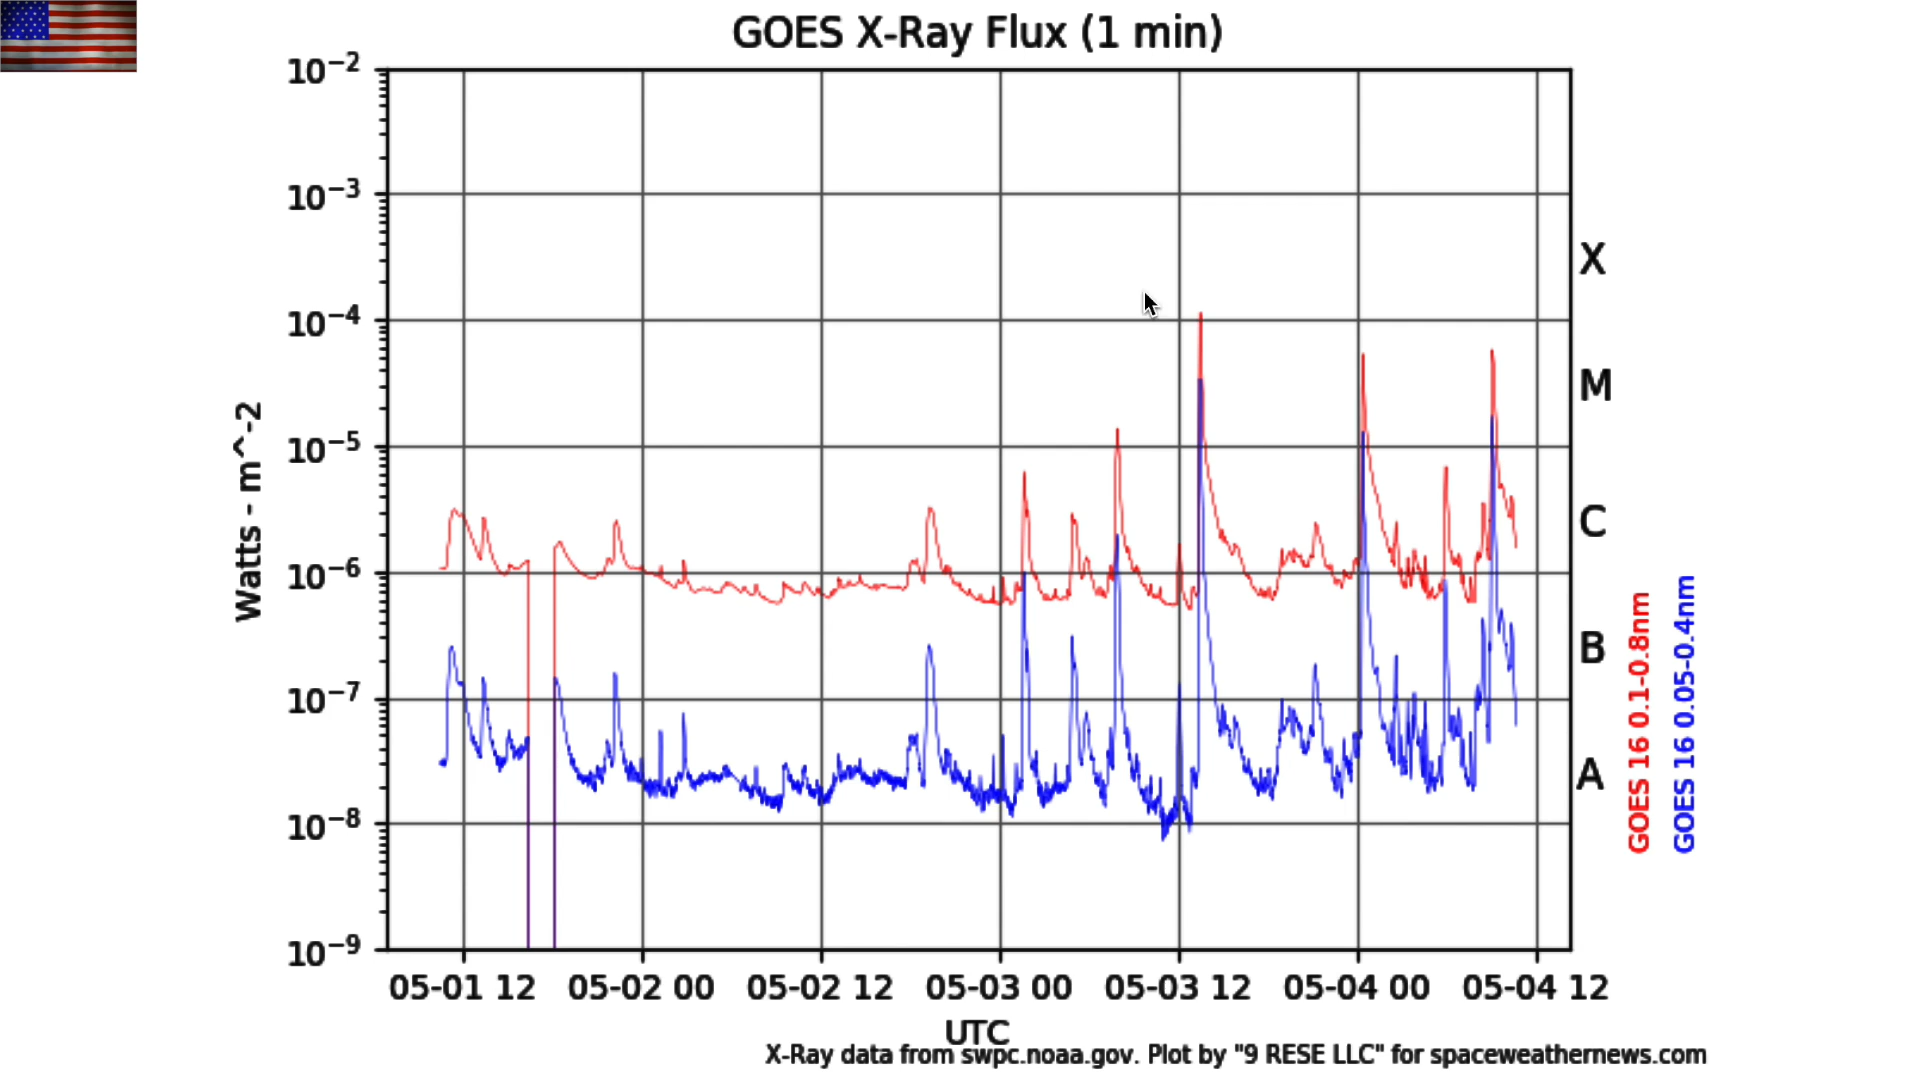 GOES X-Ray Flux (1 min)
10−2
10−3
10−4
10−5
10−6
10−7
10−8
10−9
Watts - m^-2
X
M
C
B
A
GOES 16 0.1-0.8nm
GOES 16 0.05-0.4nm
05-01 12 05-02 00 05-02 12 05-03 00 05-03 12 05-04 00 05-04 12
UTC
X-Ray data from swpc.noaa.gov. Plot by "9 RESE LLC" for spaceweathernews.com